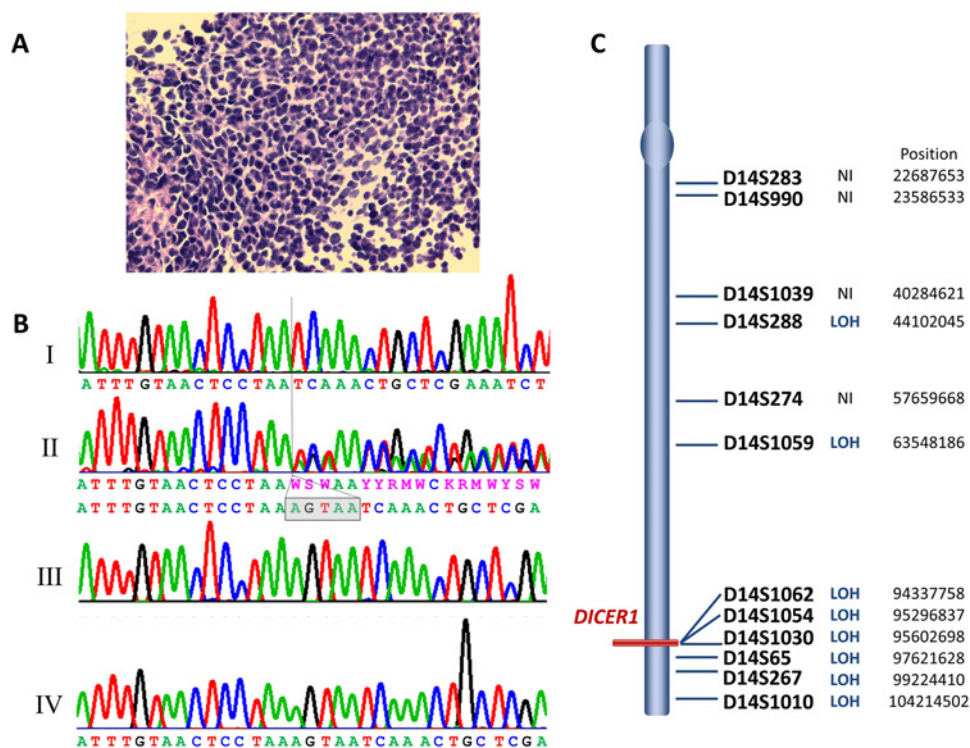 A
B
I
ATTTGTAACTCCTAATCAAACTGCTCGAAATCT
II
ATTTGTAACTCCTAAWSWAAYYRMWCKRMWYSW
ATTTGTAACTCCTAAAGTAATCAAACTGCTCGA
III
IV
ATTTGTAACTCCTAAAGTAATCAAACTGCTCGA
C
Position
D14S283 NI 22687653
D14S990 NI 23586533
D14S1039 NI 40284621
D14S288 LOH 44102045
D14S274 NI 57659668
D14S1059 LOH 63548186
D14S1062 LOH 94337758
DICER1
D14S1054 LOH 95296837
D14S1030 LOH 95602698
D14S65 LOH 97621628
D14S267 LOH 99224410
D14S1010 LOH 104214502